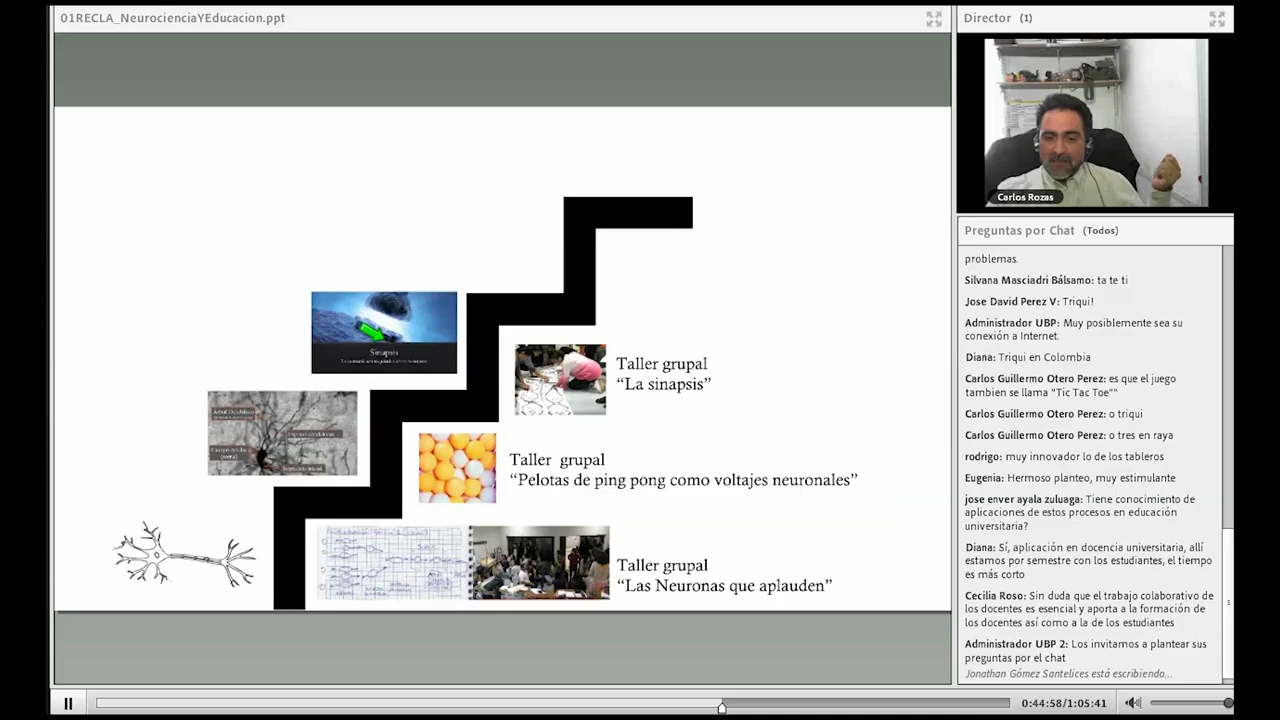 01RECLA_NeurocienciaYEducacion.ppt
Sinapsis
Taller grupal
“La sinapsis”
Taller grupal
“Pelotas de ping pong como voltajes neuronales”
Taller grupal
“Las Neuronas que aplauden”
Director (1)
Carlos Rozas
Preguntas por Chat (Todos)
problemas.
Silvana Masciadri Bálsamo: ta te ti
Jose David Perez V: Triqui!
Administrador UBP: Muy posiblemente sea su
conexión a Internet.
Diana: Triqui en Colombia
Carlos Guillermo Otero Perez: es que el juego
tambien se llama "Tic Tac Toe""
Carlos Guillermo Otero Perez: o triqui
Carlos Guillermo Otero Perez: o tres en raya
rodrigo: muy innovador lo de los tableros
Eugenia: Hermoso planteo, muy estimulante
jose enver ayala zuluaga: Tiene conocimiento de
aplicaciones de estos procesos en educación
universitaria?
Diana: Sí, aplicación en docencia universitaria, allí
estamos por semestre con los estudiantes, el tiempo
es más corto
Cecilia Roso: Sin duda que el trabajo colaborativo de
los docentes es esencial y aporta a la formación de
los docentes así como a la de los estudiantes
Administrador UBP 2: Los invitamos a plantear sus
preguntas por el chat
Jonathan Gómez Santelices está escribiendo...
0:44:58/1:05:41